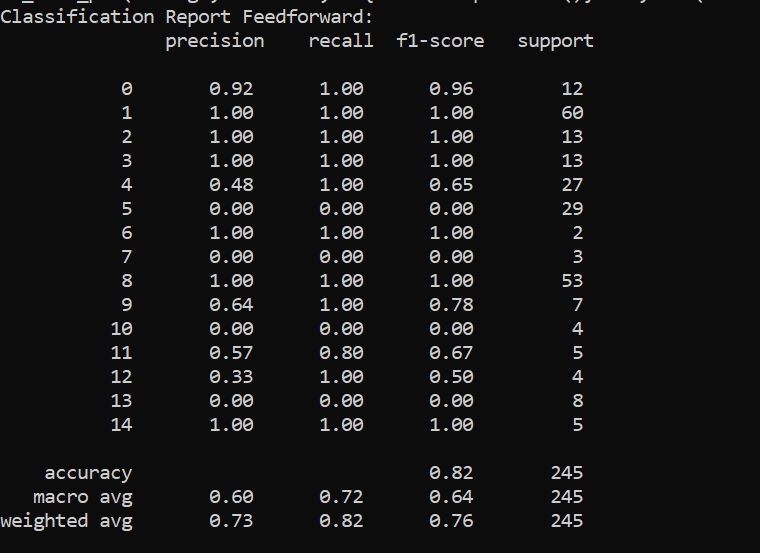 Classification Report Feedforward:
precision recall f1-score support
0 0.92 1.00 0.96 12
1 1.00 1.00 1.00 60
2 1.00 1.00 1.00 13
3 1.00 1.00 1.00 13
4 0.48 1.00 0.65 27
5 0.00 0.00 0.00 29
6 1.00 1.00 1.00 2
7 0.00 0.00 0.00 3
8 1.00 1.00 1.00 53
9 0.64 1.00 0.78 7
10 0.00 0.00 0.00 4
11 0.57 0.80 0.67 5
12 0.33 1.00 0.50 4
13 0.00 0.00 0.00 8
14 1.00 1.00 1.00 5
accuracy 0.82 245
macro avg 0.60 0.72 0.64 245
weighted avg 0.73 0.82 0.76 245